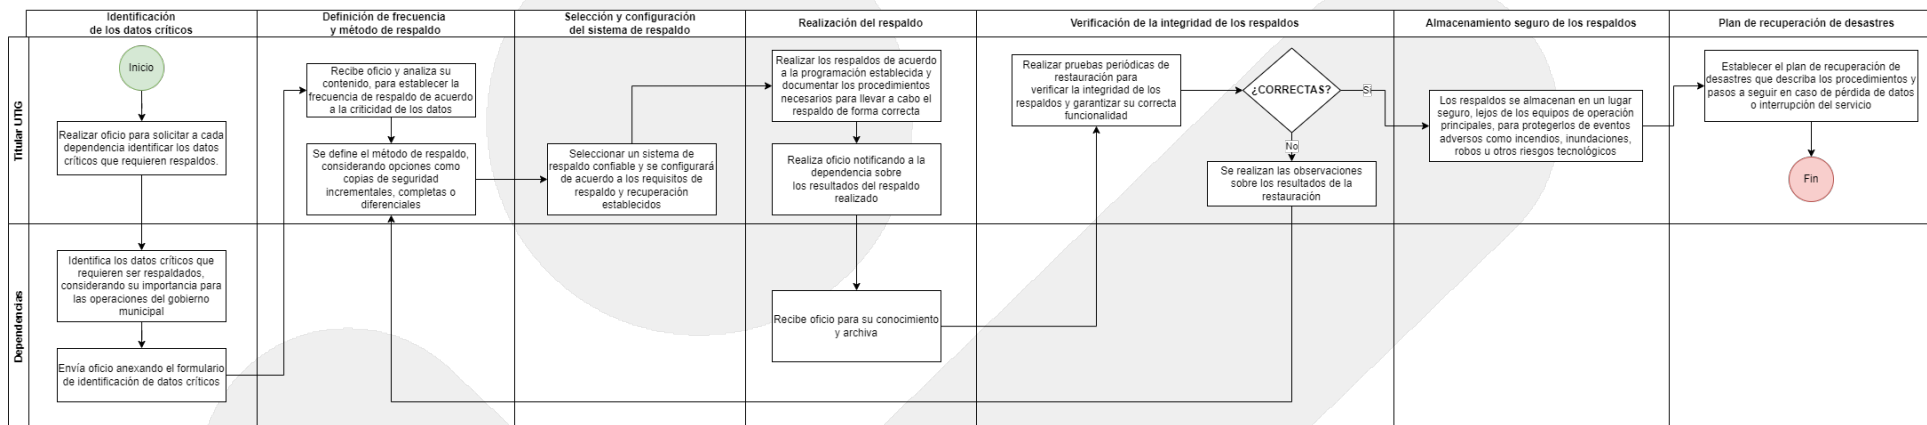 Identificación
de los datos críticos
Definición de frecuencia
y método de respaldo
Selección y configuración
del sistema de respaldo
Realización del respaldo
Verificación de la integridad de los respaldos
Almacenamiento seguro de los respaldos
Plan de recuperación de desastres
Titular UTIG
Inicio
Realizar oficio para solicitar a cada
dependencia identificar los datos
críticos que requieren respaldos.
Recibe oficio y analiza su
contenido, para establecer la
frecuencia de respaldo de acuerdo
a la criticidad de los datos
Se define el método de respaldo,
considerando opciones como
copias de seguridad
incrementales, completas o
diferenciales
Seleccionar un sistema de
respaldo confiable y se configurará
de acuerdo a los requisitos de
respaldo y recuperación
establecidos
Realizar los respaldos de acuerdo
a la programación establecida y
documentar los procedimientos
necesarios para llevar a cabo el
respaldo de forma correcta
Realiza oficio notificando a la
dependencia sobre
los resultados del respaldo
realizado
Realizar pruebas periódicas de
restauración para
verificar la integridad de los
respaldos y garantizar su correcta
funcionalidad
¿CORRECTAS?
Si
No
Se realizan las observaciones
sobre los resultados de la
restauración
Los respaldos se almacenan en un lugar
seguro, lejos de los equipos de operación
principales, para protegerlos de eventos
adversos como incendios, inundaciones,
robos u otros riesgos tecnológicos
Establecer el plan de recuperación de
desastres que describa los procedimientos y
pasos a seguir en caso de pérdida de datos
o interrupción del servicio
Fin
Dependencias
Identifica los datos críticos que
requieren ser respaldados,
considerando su importancia para
las operaciones del gobierno
municipal
Envía oficio anexando el formulario
de identificación de datos críticos
Recibe oficio para su conocimiento
y archiva